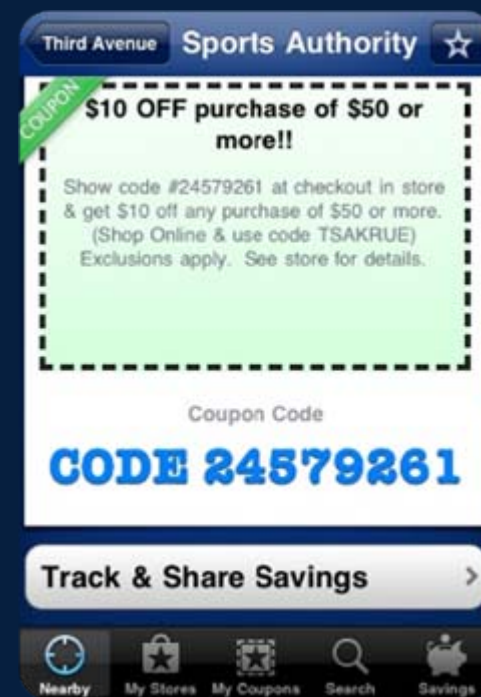 Third Avenue
Sports Authority
COUPON
$10 OFF purchase of $50 or
more!!
Show code #24579261 at checkout in store
& get $10 off any purchase of $50 or more.
(Shop Online & use code TSAKRUE)
Exclusions apply. See store for details.
Coupon Code
CODE 24579261
Track & Share Savings
Nearby
My Stores
My Coupons
Search
Savings